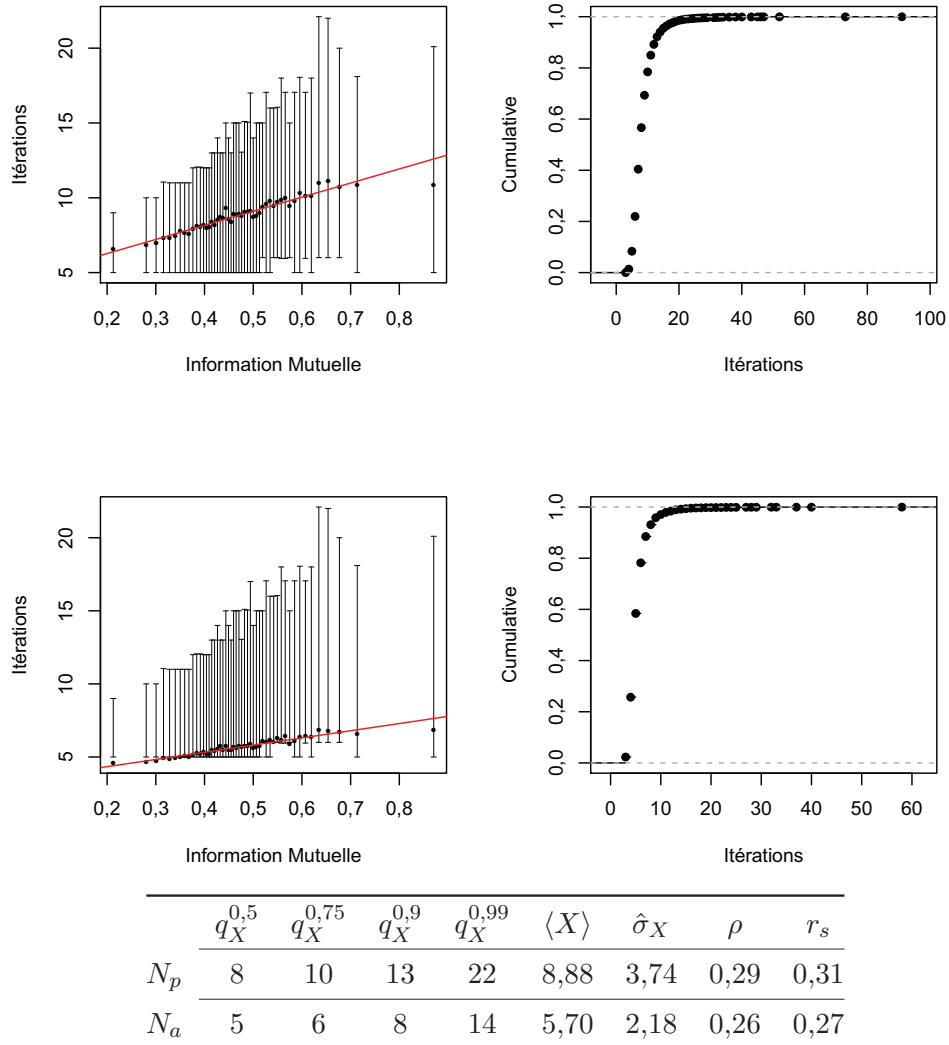 Itérations
5 10 15 20
0,2 0,3 0,4 0,5 0,6 0,7 0,8
Information Mutuelle
Cumulative
0,0 0,2 0,4 0,6 0,8 1,0
0 20 40 60 80 100
Itérations
Itérations
5 10 15 20
0,2 0,3 0,4 0,5 0,6 0,7 0,8
Information Mutuelle
Cumulative
0,0 0,2 0,4 0,6 0,8 1,0
0 10 20 30 40 50 60
Itérations
q_X^{0,5} q_X^{0,75} q_X^{0,9} q_X^{0,99} ⟨X⟩ σ̂_X ρ r_s
N_p 8 10 13 22 8,88 3,74 0,29 0,31
N_a 5 6 8 14 5,70 2,18 0,26 0,27